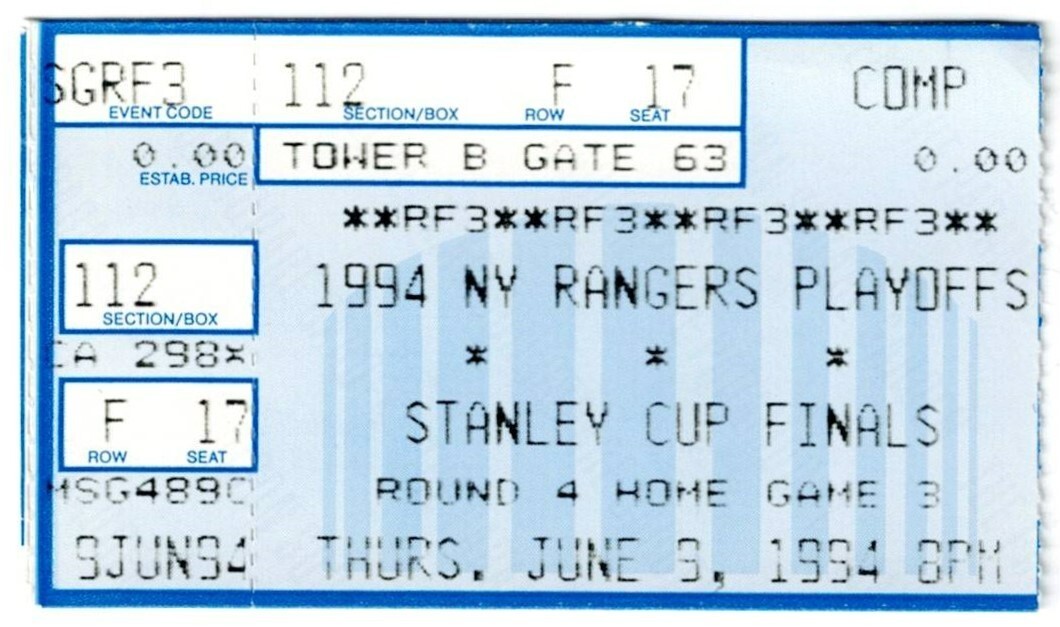 SGRF3 112 F 17 COMP
EVENT CODE SECTION/BOX ROW SEAT
0.00 TOWER B GATE 63 0.00
ESTAB. PRICE
**RF3**RF3**RF3**RF3**
112 1994 NY RANGERS PLAYOFFS
SECTION/BOX
CA 298* * * *
F 17 STANLEY CUP FINALS
ROW SEAT
MSG489C ROUND 4 HOME GAME 3
9JUN94 THURS. JUNE 9, 1994 8PM